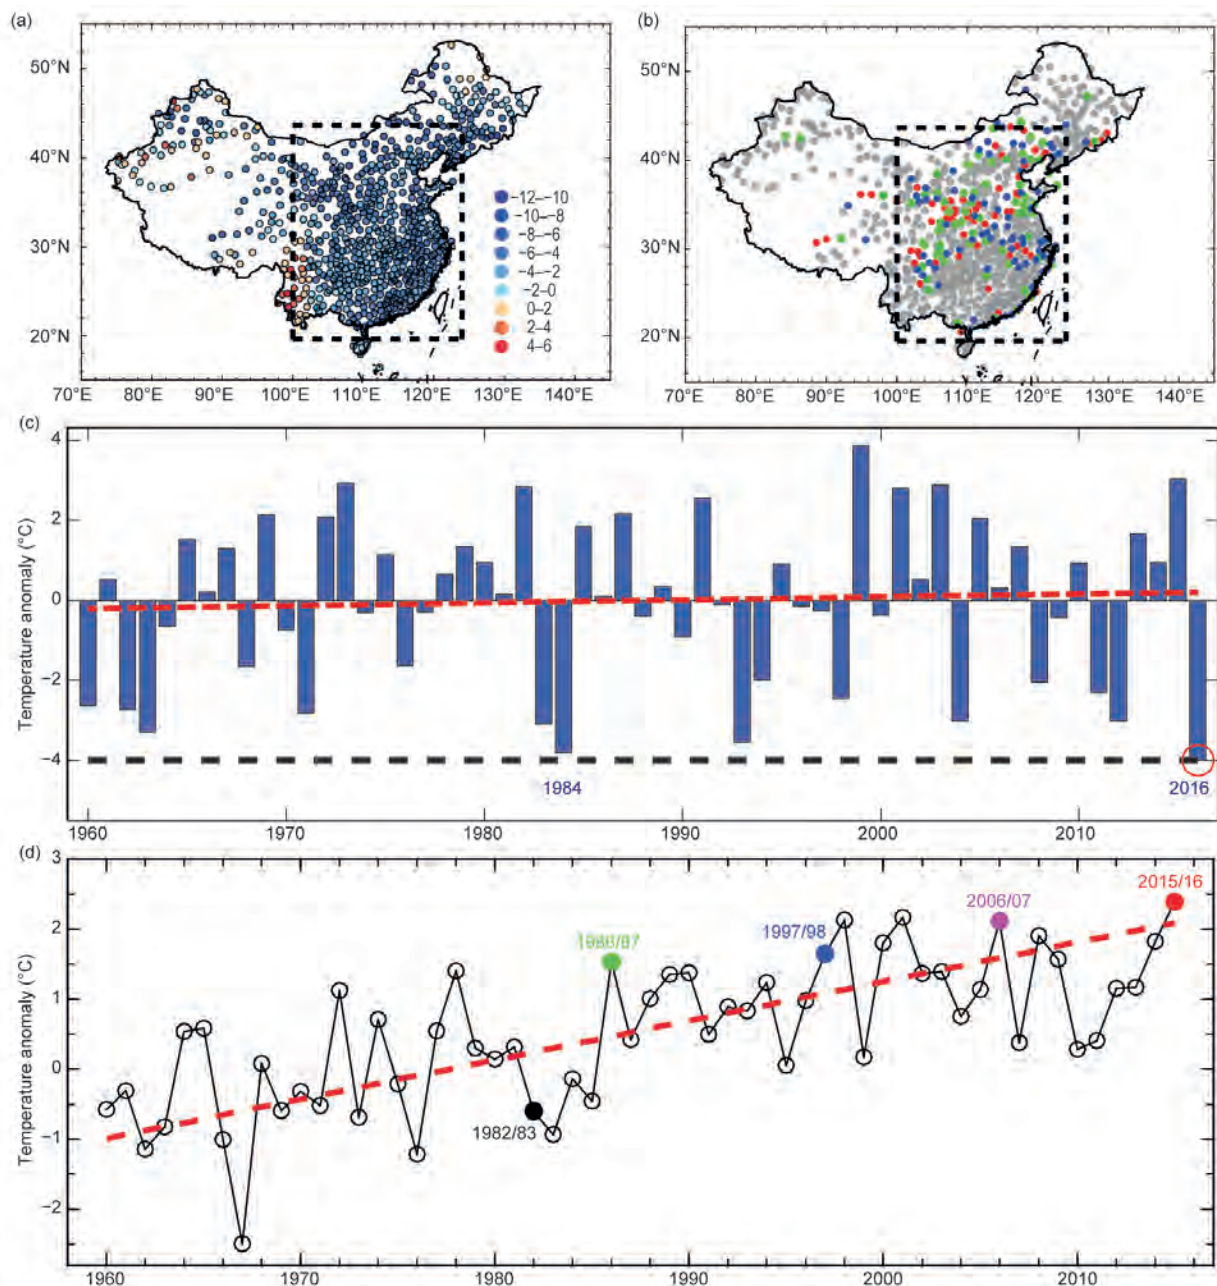 (a)
50°N
40°N
30°N
20°N
70°E 80°E 90°E 100°E 110°E 120°E 130°E 140°E
−12–−10
−10–−8
−8–−6
−6–−4
−4–−2
−2–0
0–2
2–4
4–6
(b)
50°N
40°N
30°N
20°N
70°E 80°E 90°E 100°E 110°E 120°E 130°E 140°E
(c)
Temperature anomaly (°C)
4
2
0
−2
−4
1984
2016
1960 1970 1980 1990 2000 2010
(d)
Temperature anomaly (°C)
3
2
1
0
−1
−2
2015/16
2006/07
1997/98
1986/87
1982/83
1960 1970 1980 1990 2000 2010